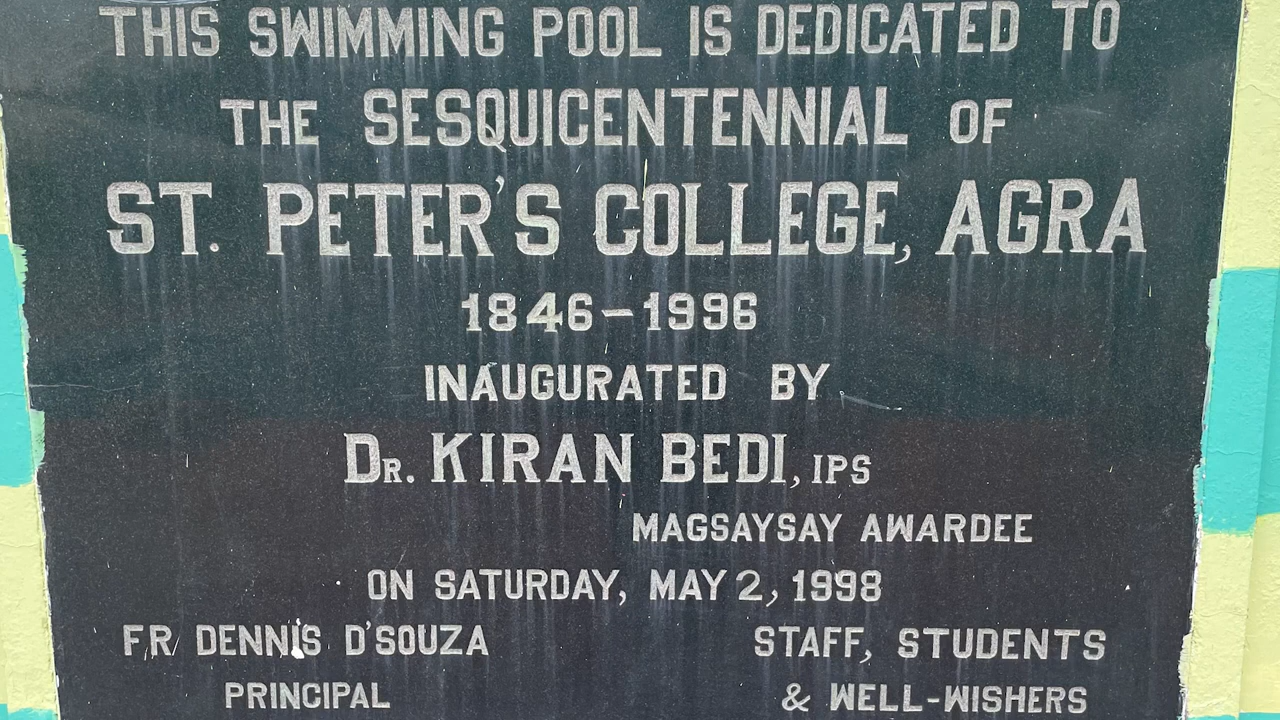 THIS SWIMMING POOL IS DEDICATED TO
THE SESQUICENTENNIAL OF
ST. PETER'S COLLEGE, AGRA
1846-1996
INAUGURATED BY
DR. KIRAN BEDI, IPS
MAGSAYSAY AWARDEE
ON SATURDAY, MAY 2, 1998
FR DENNIS D'SOUZA STAFF, STUDENTS
PRINCIPAL & WELL-WISHERS